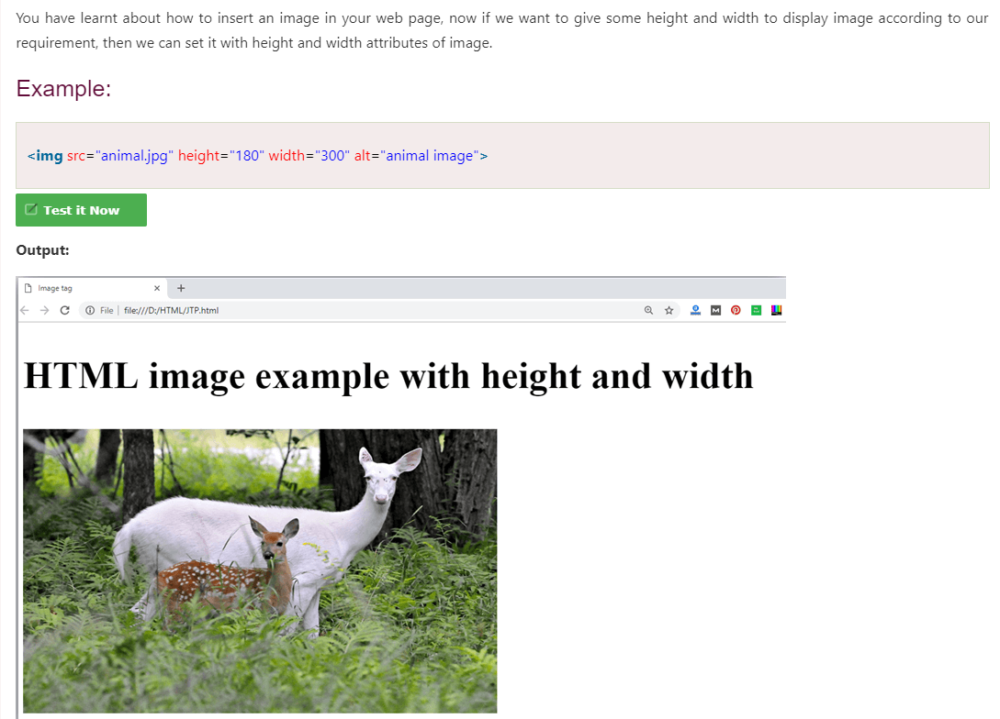 You have learnt about how to insert an image in your web page, now if we want to give some height and width to display image according to our
requirement, then we can set it with height and width attributes of image.
Example:
<img src="animal.jpg" height="180" width="300" alt="animal image">
Test it Now
Output:
Image tag × +
File | file:///D:/HTML/JTP.html
M
HTML image example with height and width